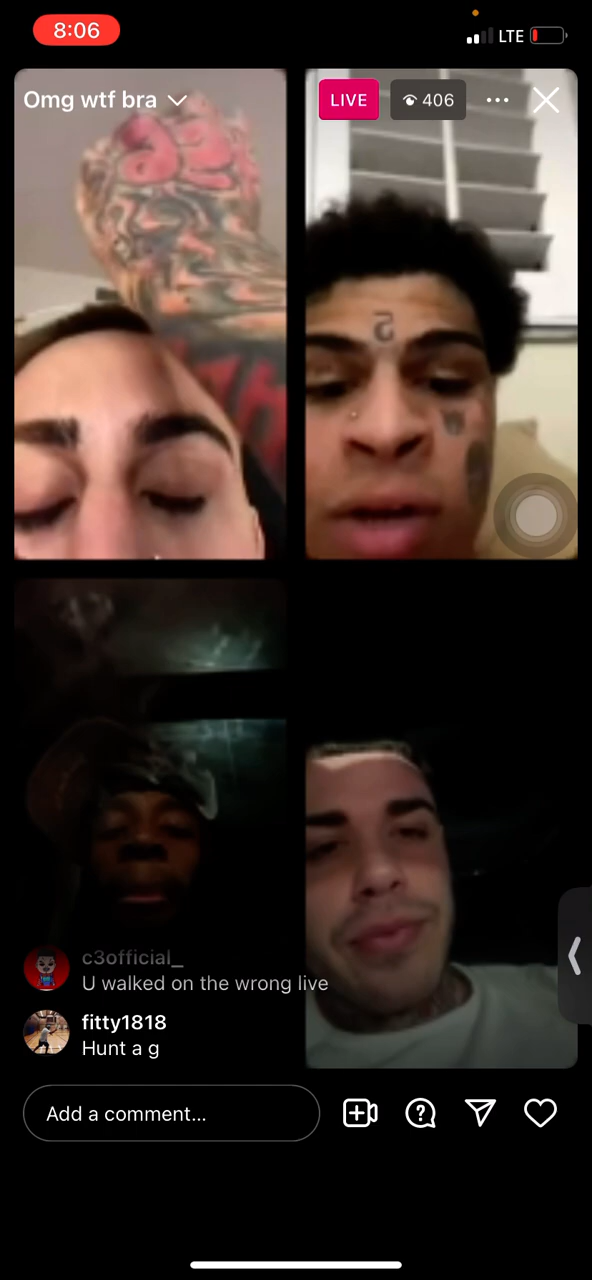 8:06
LTE
Omg wtf bra
LIVE
406
c3official_
U walked on the wrong live
fitty1818
Hunt a g
Add a comment...